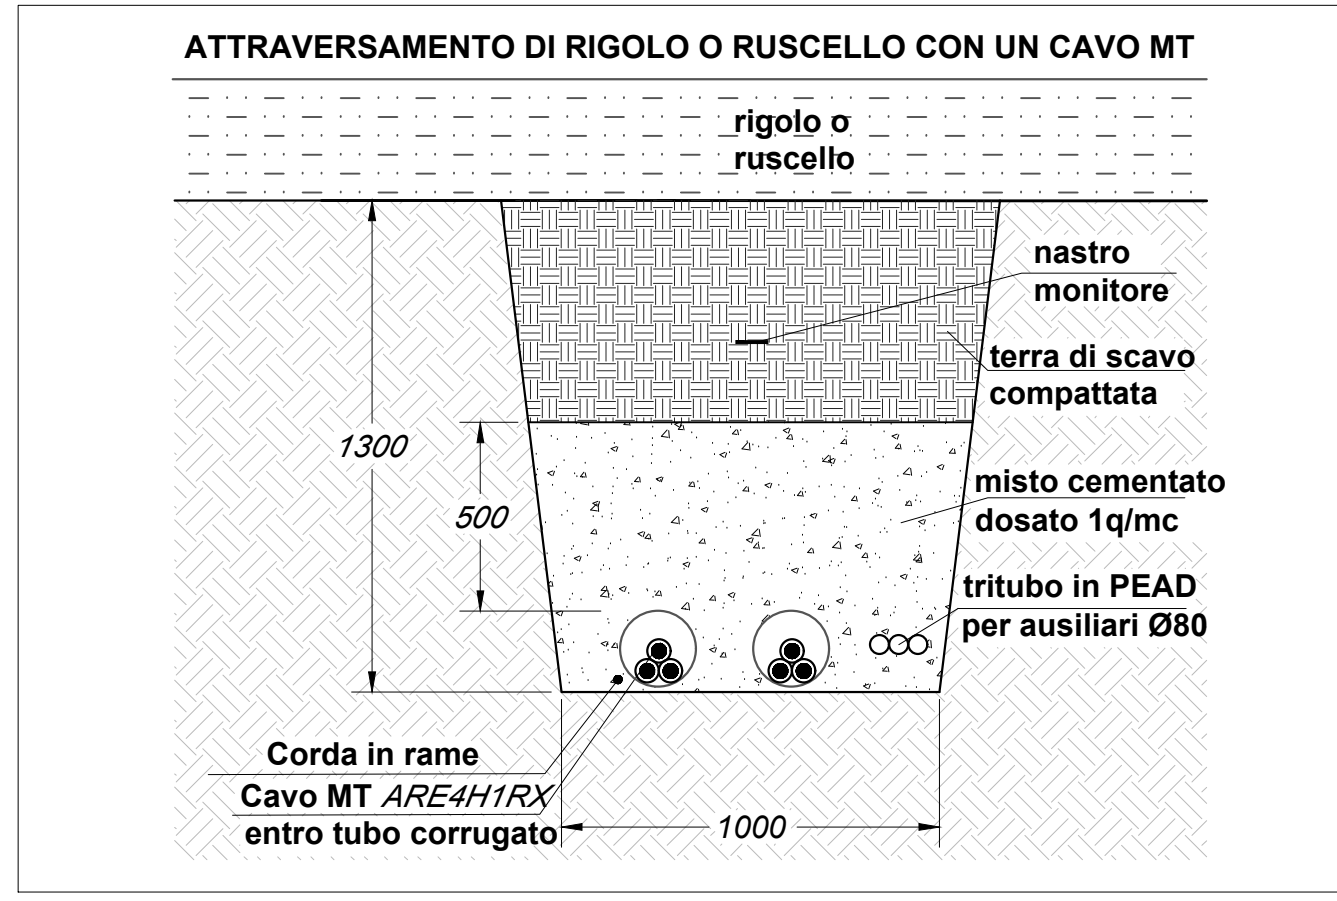 ATTRAVERSAMENTO DI RIGOLO O RUSCELLO CON UN CAVO MT
rigolo o
ruscello
nastro
monitore
terra di scavo
compattata
1300
500
misto cementato
dosato 1q/mc
tritubo in PEAD
per ausiliari Ø80
Corda in rame
Cavo MT ARE4H1RX
entro tubo corrugato
1000